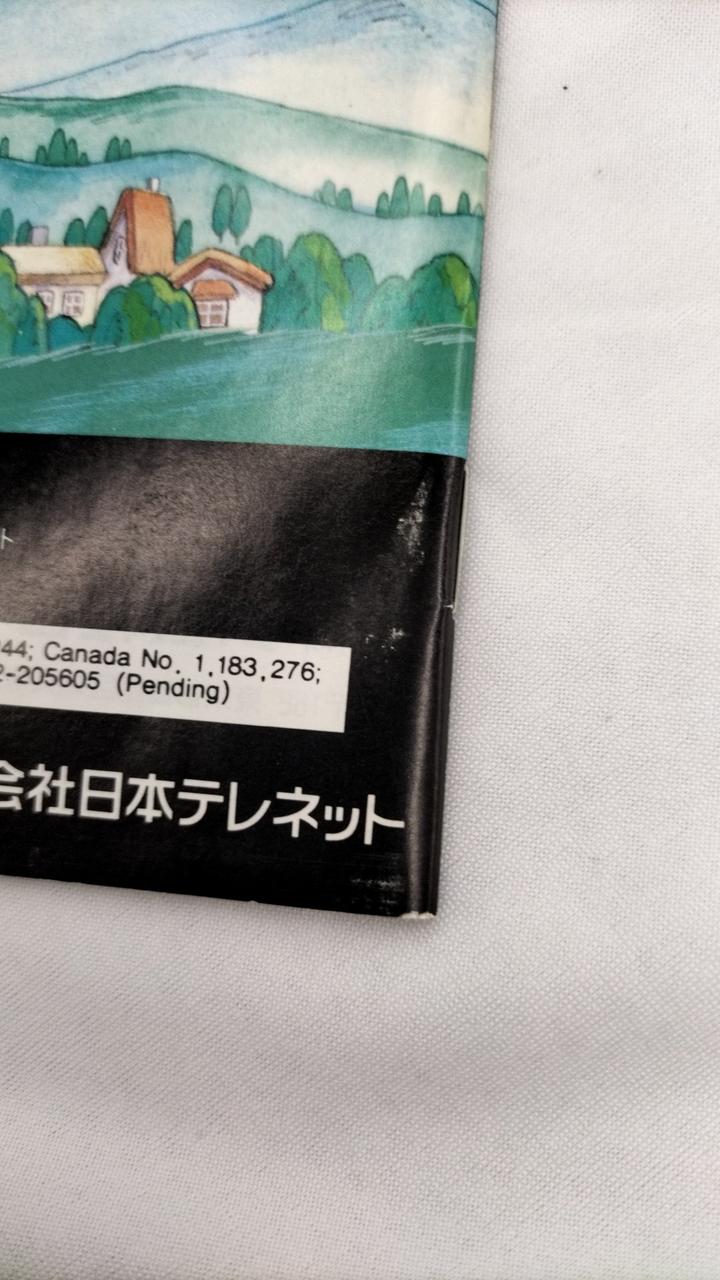 ト
44; Canada No. 1,183,276;
2-205605 (Pending)
会社日本テレネット